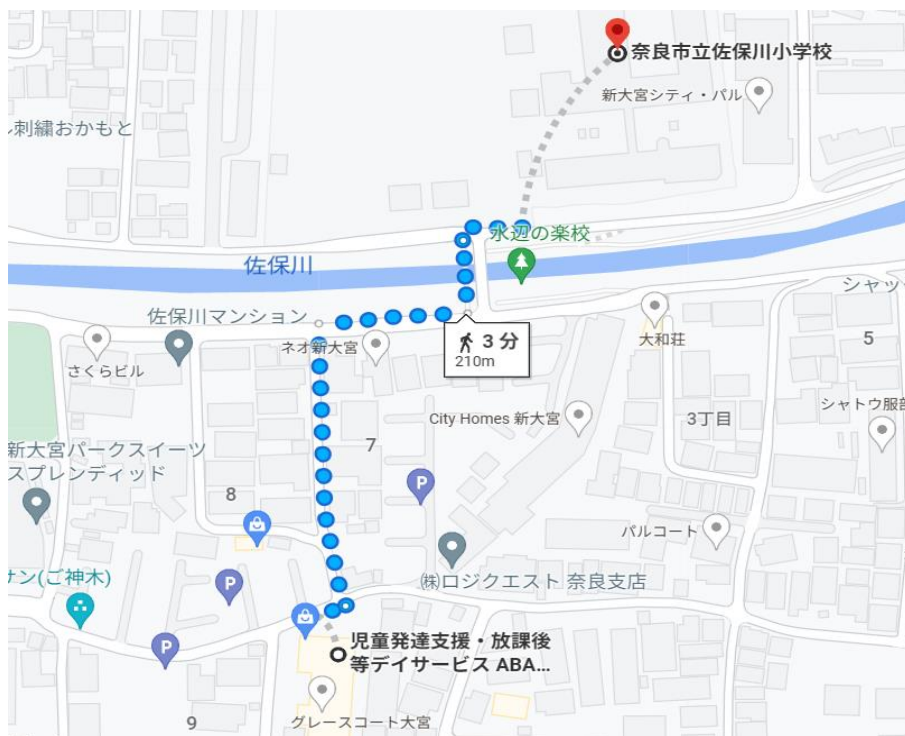 奈良市立佐保川小学校
新大宮シティ・パル
刺繍おかもと
水辺の楽校
佐保川
シャッ
佐保川マンション
ネオ新大宮
3 分
210m
大和荘
5
さくらビル
City Homes 新大宮
3丁目
シャトウ服部
新大宮パークスイーツ
スプレンディッド
7
P
8
パルコート
サン(ご神木)
P
㈱ロジクエスト 奈良支店
P
児童発達支援・放課後
等デイサービス ABA...
グレースコート大宮
9